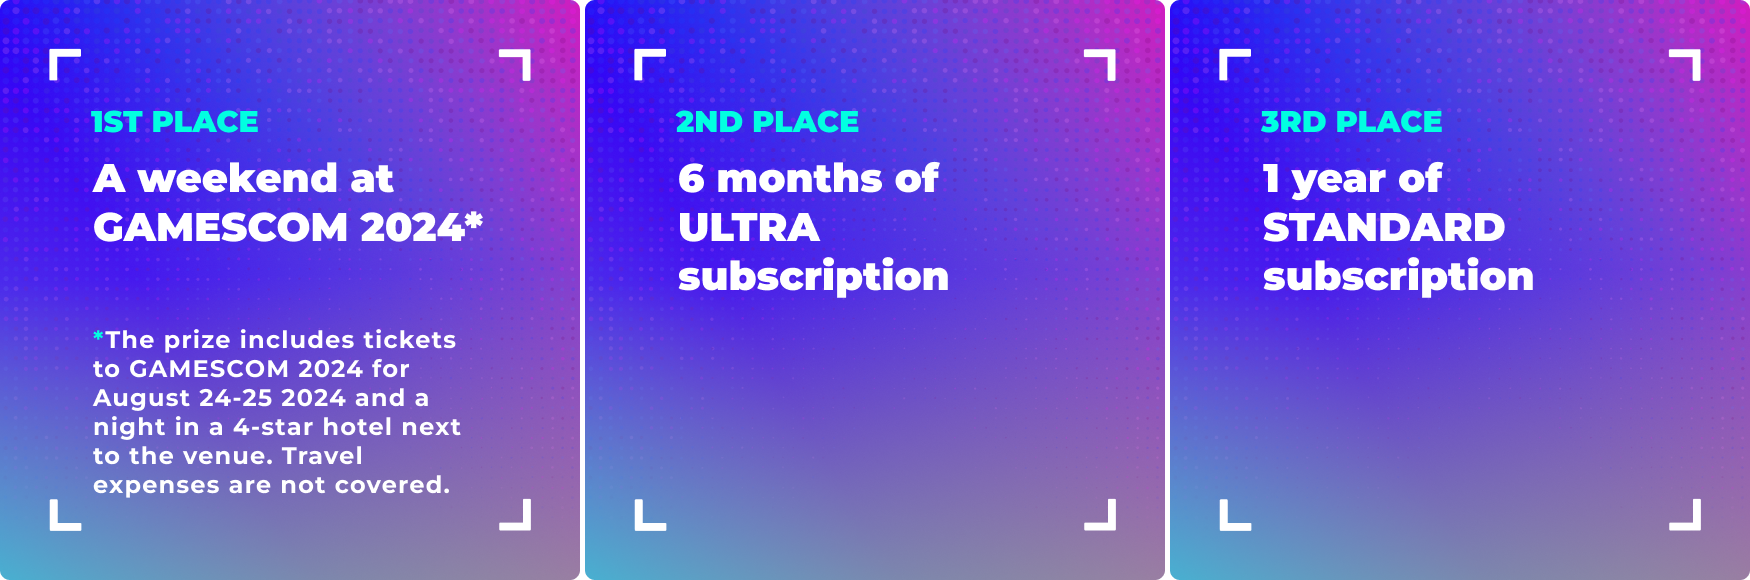 1ST PLACE
A weekend at
GAMESCOM 2024*
*The prize includes tickets
to GAMESCOM 2024 for
August 24-25 2024 and a
night in a 4-star hotel next
to the venue. Travel
expenses are not covered.
2ND PLACE
6 months of
ULTRA
subscription
3RD PLACE
1 year of
STANDARD
subscription